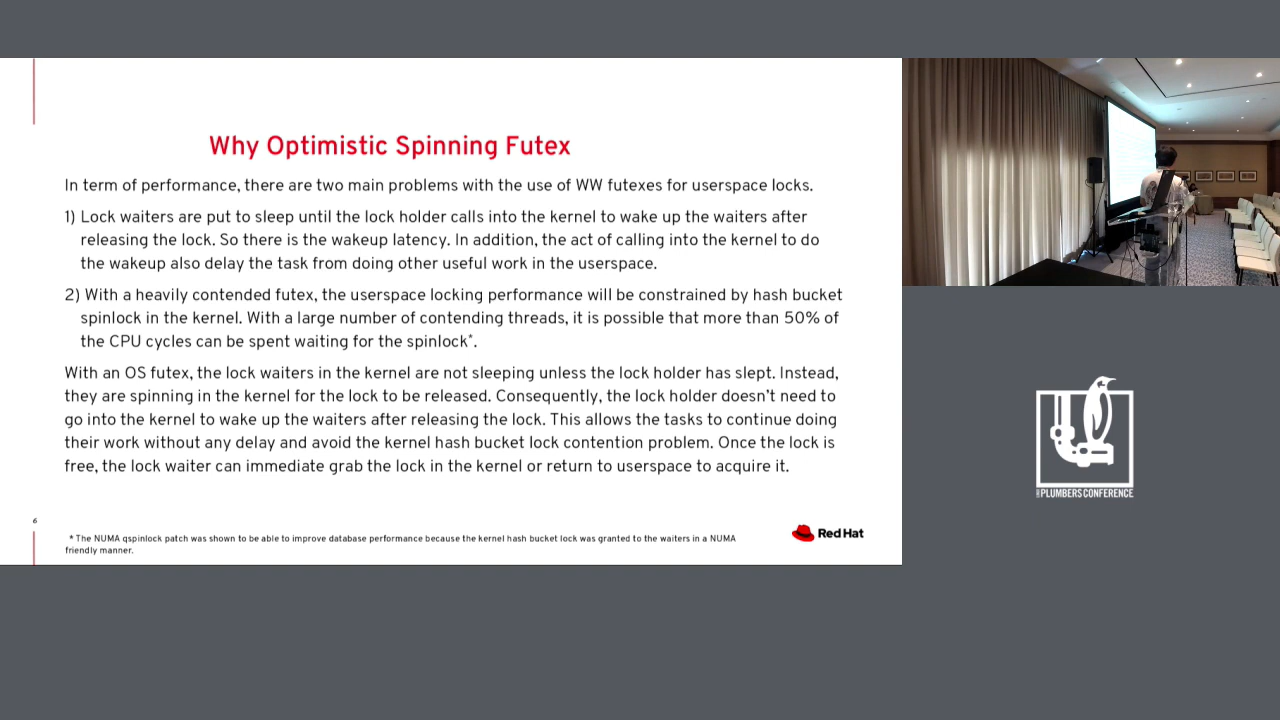 Why Optimistic Spinning Futex
In term of performance, there are two main problems with the use of WW futexes for userspace locks.
1) Lock waiters are put to sleep until the lock holder calls into the kernel to wake up the waiters after
releasing the lock. So there is the wakeup latency. In addition, the act of calling into the kernel to do
the wakeup also delay the task from doing other useful work in the userspace.
2) With a heavily contended futex, the userspace locking performance will be constrained by hash bucket
spinlock in the kernel. With a large number of contending threads, it is possible that more than 50% of
the CPU cycles can be spent waiting for the spinlock*.
With an OS futex, the lock waiters in the kernel are not sleeping unless the lock holder has slept. Instead,
they are spinning in the kernel for the lock to be released. Consequently, the lock holder doesn't need to
go into the kernel to wake up the waiters after releasing the lock. This allows the tasks to continue doing
their work without any delay and avoid the kernel hash bucket lock contention problem. Once the lock is
free, the lock waiter can immediate grab the lock in the kernel or return to userspace to acquire it.
6
* The NUMA qspinlock patch was shown to be able to improve database performance because the kernel hash bucket lock was granted to the waiters in a NUMA
friendly manner.
Red Hat
PLUMBERS CONFERENCE